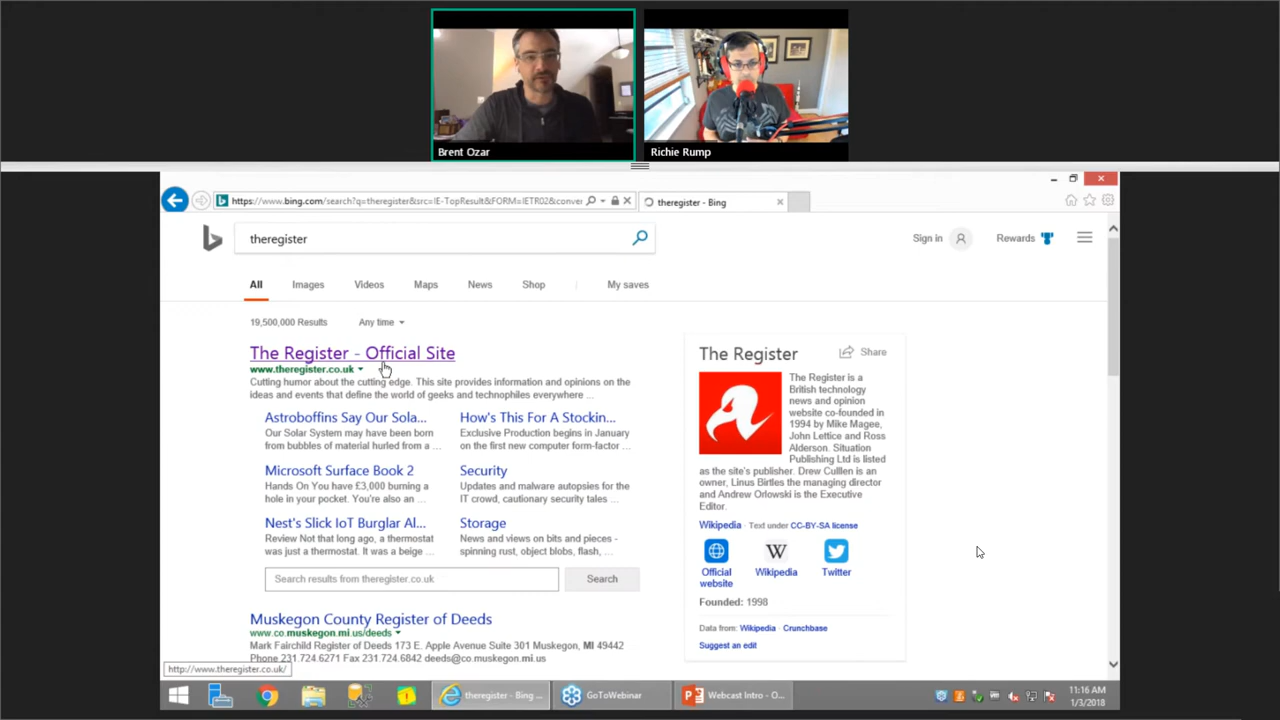 Brent Ozar
Richie Rump
https://www.bing.com/search?q=theregister&src=IE-TopResult&FORM=IETR02&conver
theregister - Bing
theregister
Sign in
Rewards
All
Images
Videos
Maps
News
Shop
My saves
19,500,000 Results
Any time
The Register - Official Site
www.theregister.co.uk
Cutting humor about the cutting edge. This site provides information and opinions on the
ideas and events that define the world of geeks and technophiles everywhere ...
Astroboffins Say Our Sola...
Our Solar System may have been born
from bubbles of material hurled from a ...
How's This For A Stockin...
Exclusive Production begins in January
on the first new computer form-factor ...
Microsoft Surface Book 2
Hands On You have £3,000 burning a
hole in your pocket. You're also an ...
Security
Updates and malware autopsies for the
IT crowd, cautionary security tales ...
Nest's Slick IoT Burglar Al...
Review Not that long ago, a thermostat
was just a thermostat. It was a beige ...
Storage
News and views on bits and pieces -
spinning rust, object blobs, flash, ...
Search results from theregister.co.uk
Search
Muskegon County Register of Deeds
www.co.muskegon.mi.us/deeds
Mark Fairchild Register of Deeds 173 E. Apple Avenue Suite 301 Muskegon, MI 49442
Phone 231.724.6271 Fax 231.724.6842 deeds@co.muskegon.mi.us
http://www.theregister.co.uk/
The Register
Share
The Register is a
British technology
news and opinion
website co-founded in
1994 by Mike Magee,
John Lettice and Ross
Alderson. Situation
Publishing Ltd is listed
as the site's publisher. Drew Culllen is an
owner, Linus Birtles the managing director
and Andrew Orlowski is the Executive
Editor.
Wikipedia · Text under CC-BY-SA license
Official
website
W
Wikipedia
Twitter
Founded: 1998
Data from: Wikipedia · Crunchbase
Suggest an edit
theregister - Bing ...
GoToWebinar
Webcast Intro - O...
11:16 AM
1/3/2018